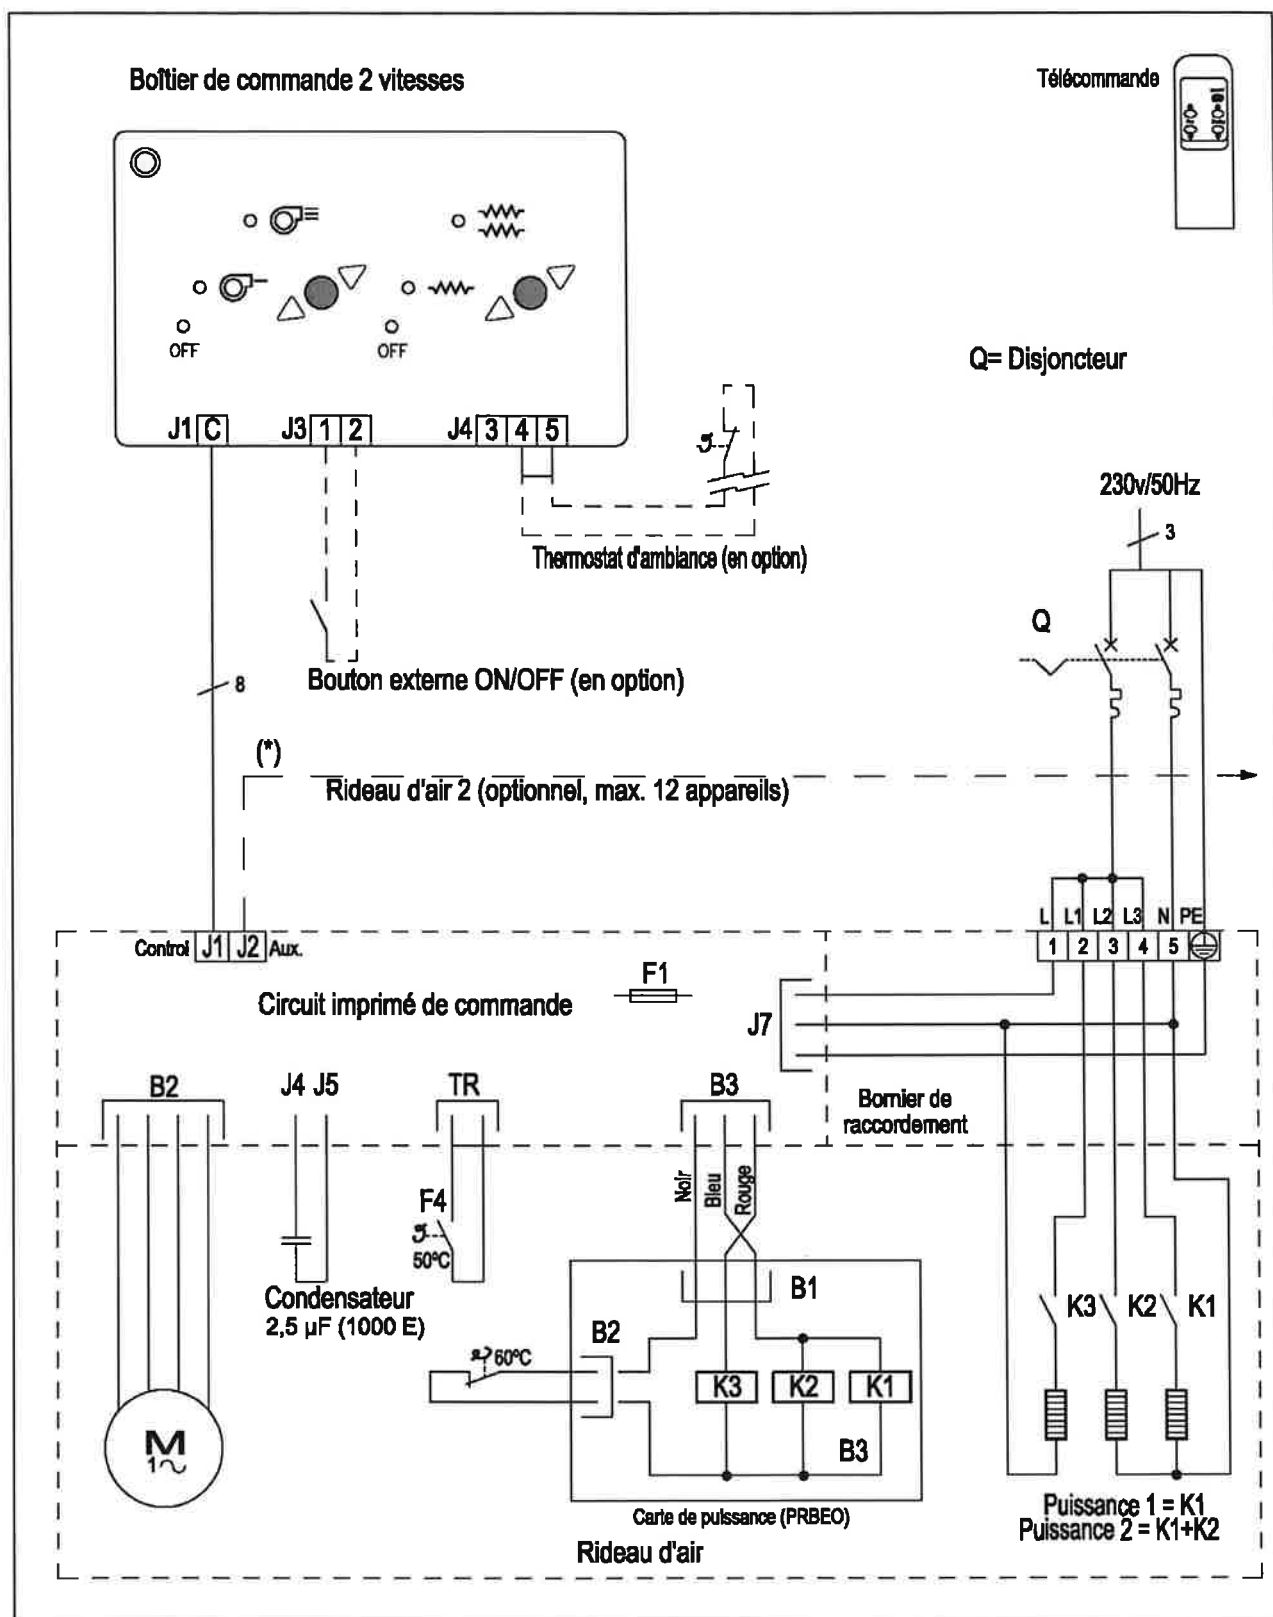 Boîtier de commande 2 vitesses
Télécommande
OFF
OFF
Q= Disjoncteur
J1 C
J3 1 2
J4 3 4 5
230v/50Hz
3
Thermostat d'ambiance (en option)
Q
8
Bouton externe ON/OFF (en option)
(*)
Rideau d'air 2 (optionnel, max. 12 appareils)
L L1 L2 L3 N PE
1 2 3 4 5
Control J1 J2 Aux.
F1
Circuit imprimé de commande
J7
B2
J4 J5
TR
B3
Bornier de
raccordement
Noir
Bleu
Rouge
F4
50ºC
B1
Condensateur
2,5 µF (1000 E)
B2
60ºC
K3 K2 K1
K3 K2 K1
B3
M
1
Carte de puissance (PRBEO)
Puissance 1 = K1
Puissance 2 = K1+K2
Rideau d'air